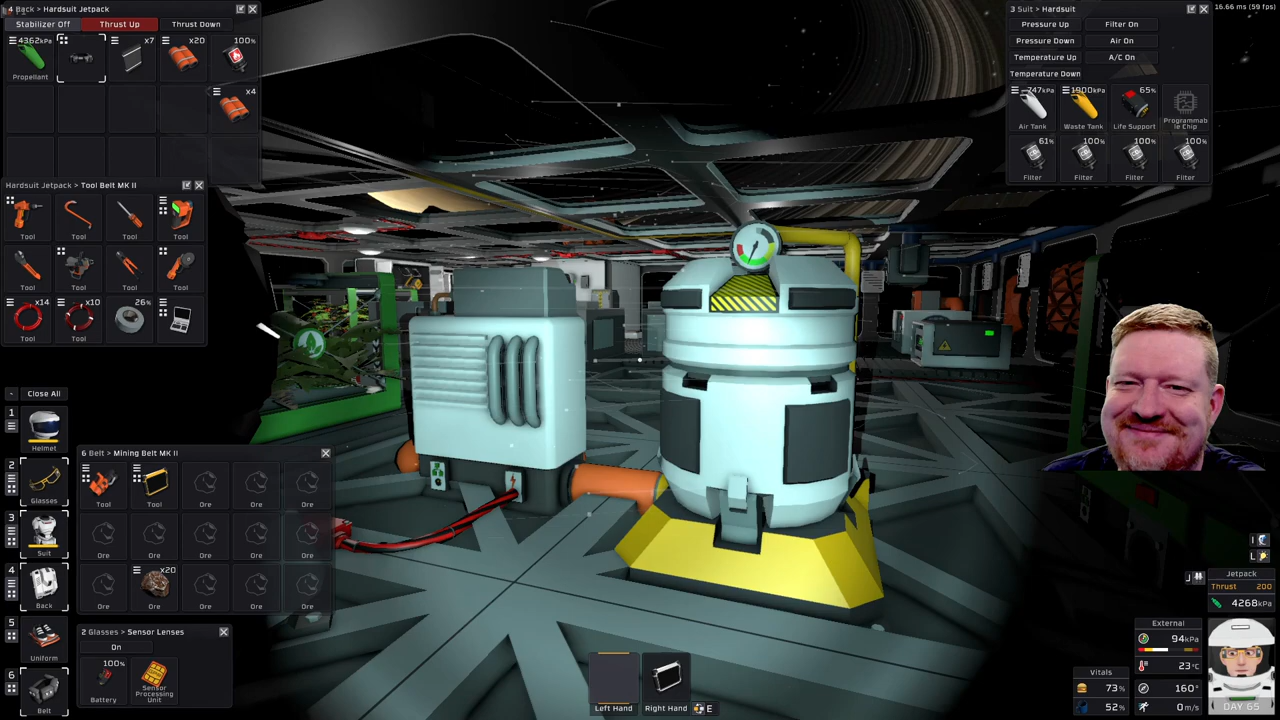 4 Back > Hardsuit Jetpack
Stabilizer Off
Thrust Up
Thrust Down
4362kPa
x7
x20
100%
Propellant
x4
Hardsuit Jetpack > Tool Belt MK II
Tool
Tool
Tool
Tool
Tool
Tool
Tool
Tool
x14
x10
26%
Tool
Tool
Tool
- Close All
1
Helmet
2
Glasses
3
Suit
4
Back
5
Uniform
6
Belt
6 Belt > Mining Belt MK II
Tool
Tool
Ore
Ore
Ore
Ore
Ore
Ore
Ore
Ore
x20
Ore
Ore
Ore
Ore
Ore
2 Glasses > Sensor Lenses
On
100%
Battery
Sensor
Processing
Unit
Left Hand
Right Hand
E
3 Suit > Hardsuit
Pressure Up
Filter On
Pressure Down
Air On
Temperature Up
A/C On
Temperature Down
747kPa
1900kPa
65%
Air Tank
Waste Tank
Life Support
Programmab
le Chip
61%
100%
100%
100%
Filter
Filter
Filter
Filter
16.66 ms (59 fps)
I
L
J
Jetpack
Thrust 200
4268kPa
External
94kPa
23°C
Vitals
73%
160°
52%
0m/s
DAY 65